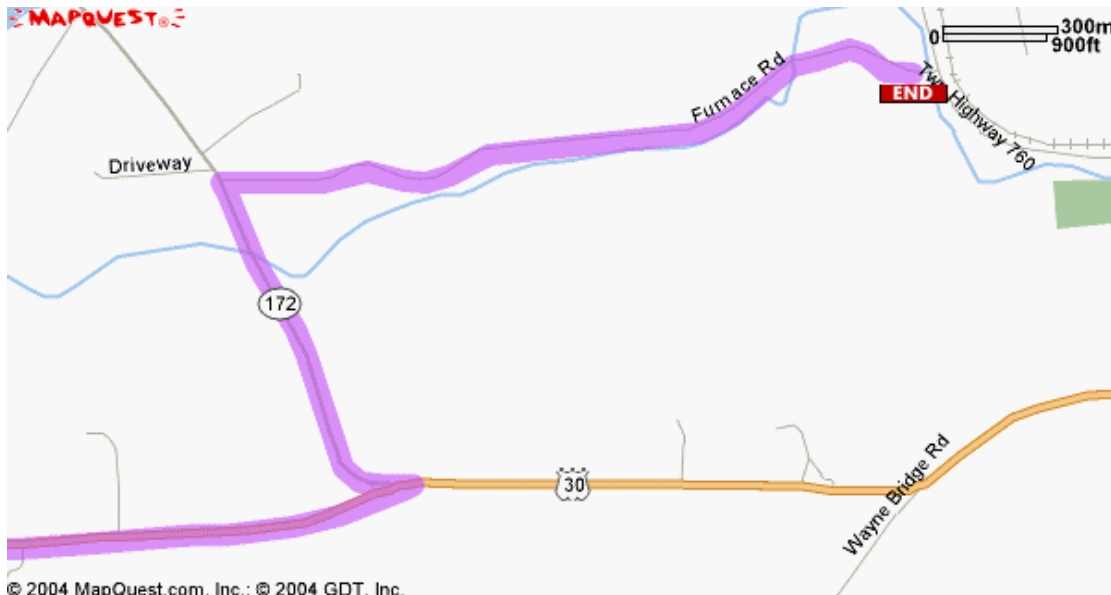 MAPQUEST®
0 300m
900ft
Furnace Rd
END
Twp Highway 760
Driveway
172
30
Wayne Bridge Rd
© 2004 MapQuest.com, Inc.; © 2004 GDT, Inc.